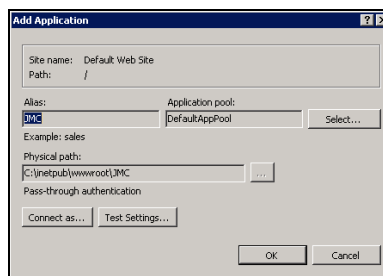 Add Application
Site name: Default Web Site
Path: /
Alias: Application pool:
JMC DefaultAppPool Select...
Example: sales
Physical path:
C:\inetpub\wwwroot\JMC ...
Pass-through authentication
Connect as... Test Settings...
OK Cancel